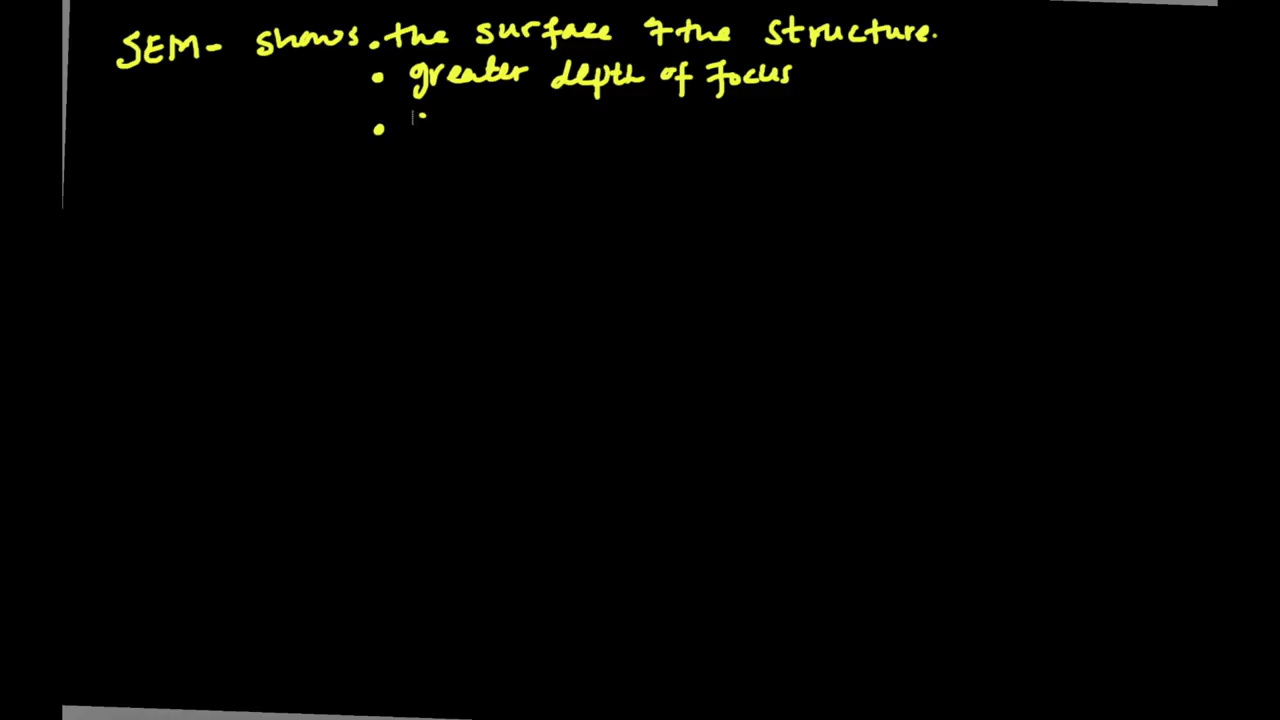 SEM- shows • the surface of the structure.
• greater depth of focus
•